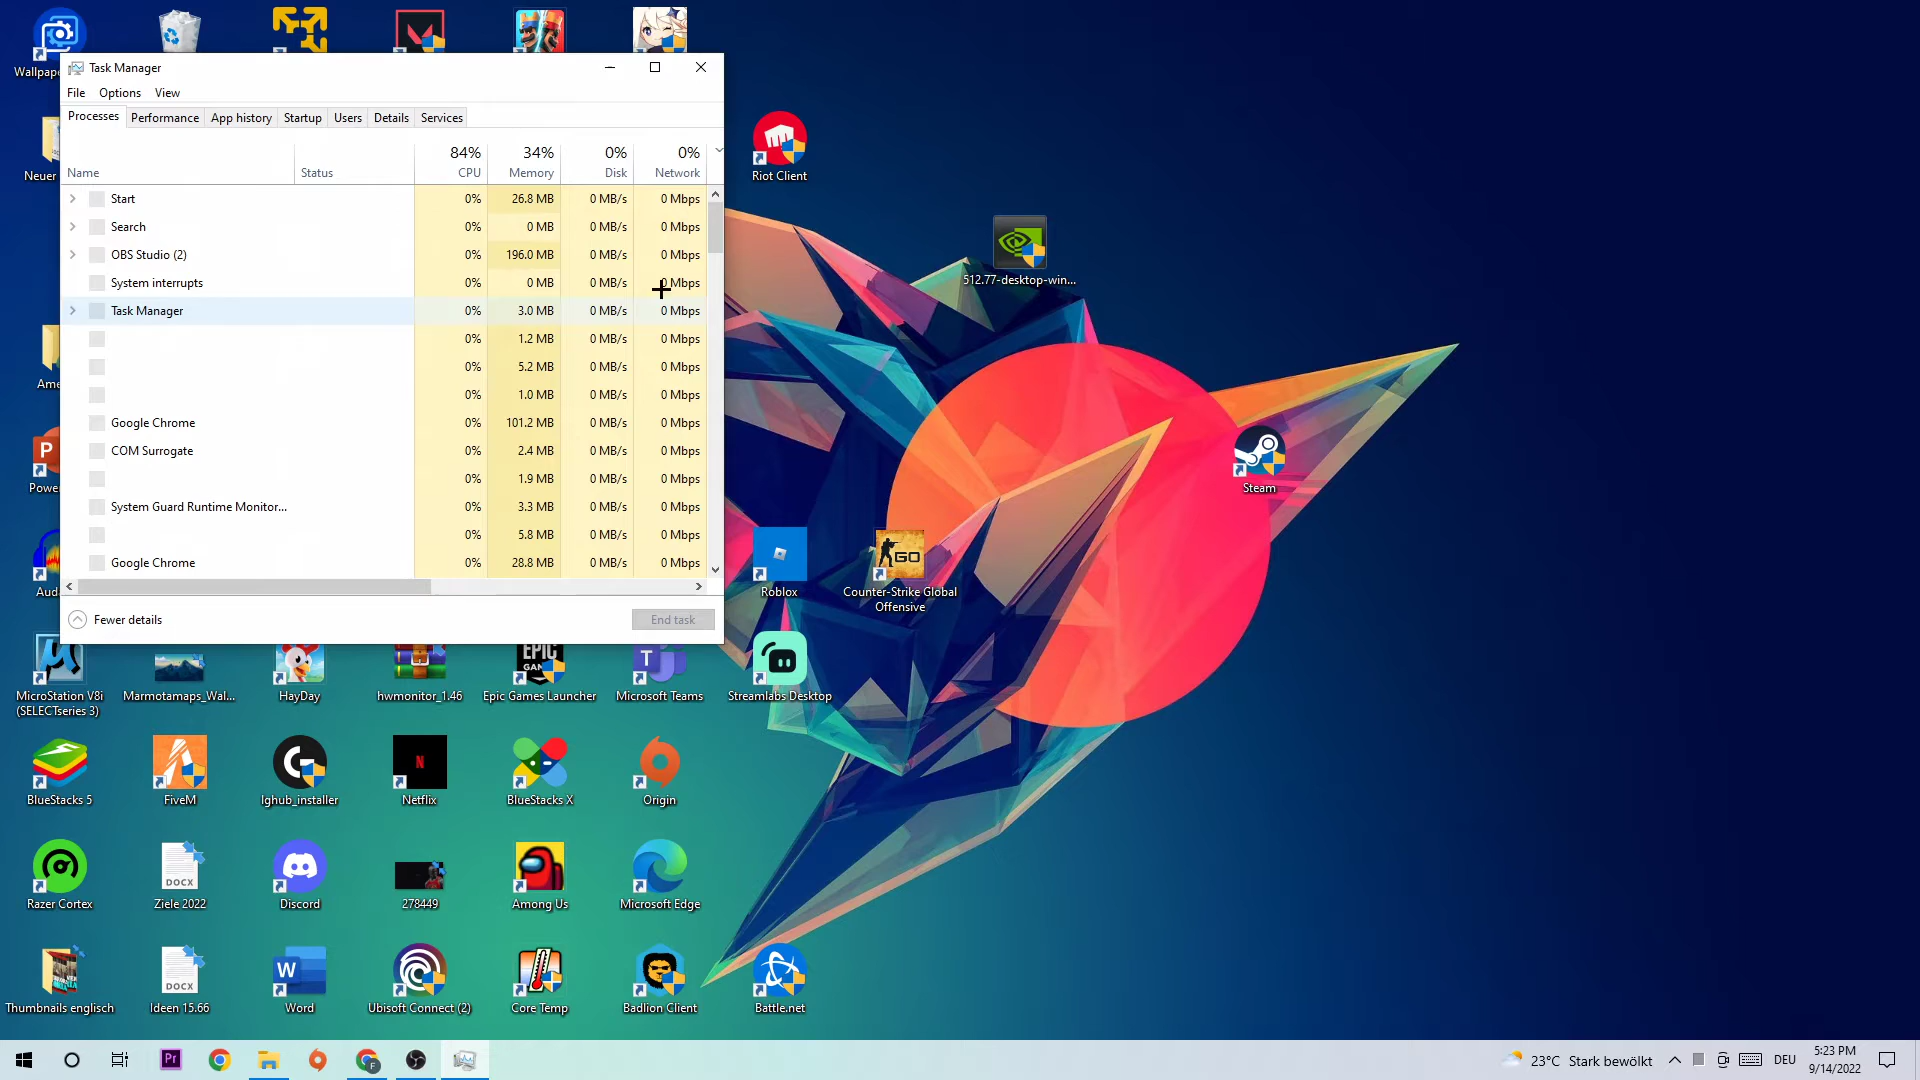 Wallpape
Task Manager
File Options View
Processes Performance App history Startup Users Details Services
84% 34% 0% 0%
Name Status CPU Memory Disk Network
Start 0% 26.8 MB 0 MB/s 0 Mbps
Search 0% 0 MB 0 MB/s 0 Mbps
OBS Studio (2) 0% 196.0 MB 0 MB/s 0 Mbps
System interrupts 0% 0 MB 0 MB/s 0 Mbps
Task Manager 0% 3.0 MB 0 MB/s 0 Mbps
0% 1.2 MB 0 MB/s 0 Mbps
0% 5.2 MB 0 MB/s 0 Mbps
0% 1.0 MB 0 MB/s 0 Mbps
Google Chrome 0% 101.2 MB 0 MB/s 0 Mbps
COM Surrogate 0% 2.4 MB 0 MB/s 0 Mbps
0% 1.9 MB 0 MB/s 0 Mbps
System Guard Runtime Monitor... 0% 3.3 MB 0 MB/s 0 Mbps
0% 5.8 MB 0 MB/s 0 Mbps
Google Chrome 0% 28.8 MB 0 MB/s 0 Mbps
Fewer details End task
Neuer
Ame
P
Power
Auda
Riot Client
512.77-desktop-win...
Steam
Roblox
GO
Counter-Strike Global
Offensive
EPIC
GAMES
T
MicroStation V8i
(SELECTseries 3)
Marmotamaps_Wal...
HayDay
hwmonitor_1.46
Epic Games Launcher
Microsoft Teams
Streamlabs Desktop
N
BlueStacks 5
FiveM
lghub_installer
Netflix
BlueStacks X
Origin
DOCX
Razer Cortex
Ziele 2022
Discord
278449
Among Us
Microsoft Edge
DOCX
W
Thumbnails englisch
Ideen 15.66
Word
Ubisoft Connect (2)
Core Temp
Badlion Client
Battle.net
Pr
F
23°C Stark bewölkt
DEU
5:23 PM
9/14/2022